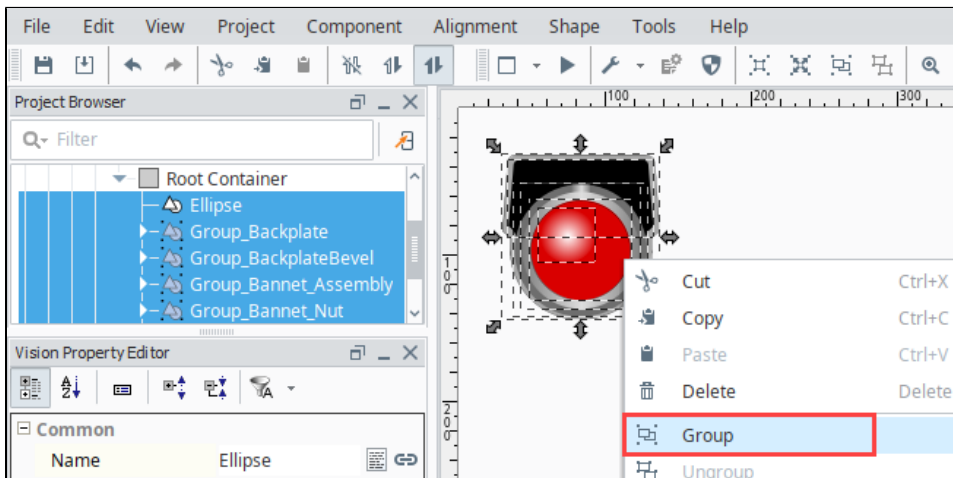 File Edit View Project Component Alignment Shape Tools Help
Project Browser
Filter
Root Container
Ellipse
Group_Backplate
Group_BackplateBevel
Group_Bannet_Assembly
Group_Bannet_Nut
Vision Property Editor
Common
Name Ellipse
100 200 300
100
200
Cut Ctrl+X
Copy Ctrl+C
Paste Ctrl+V
Delete Delete
Group
Ungroup